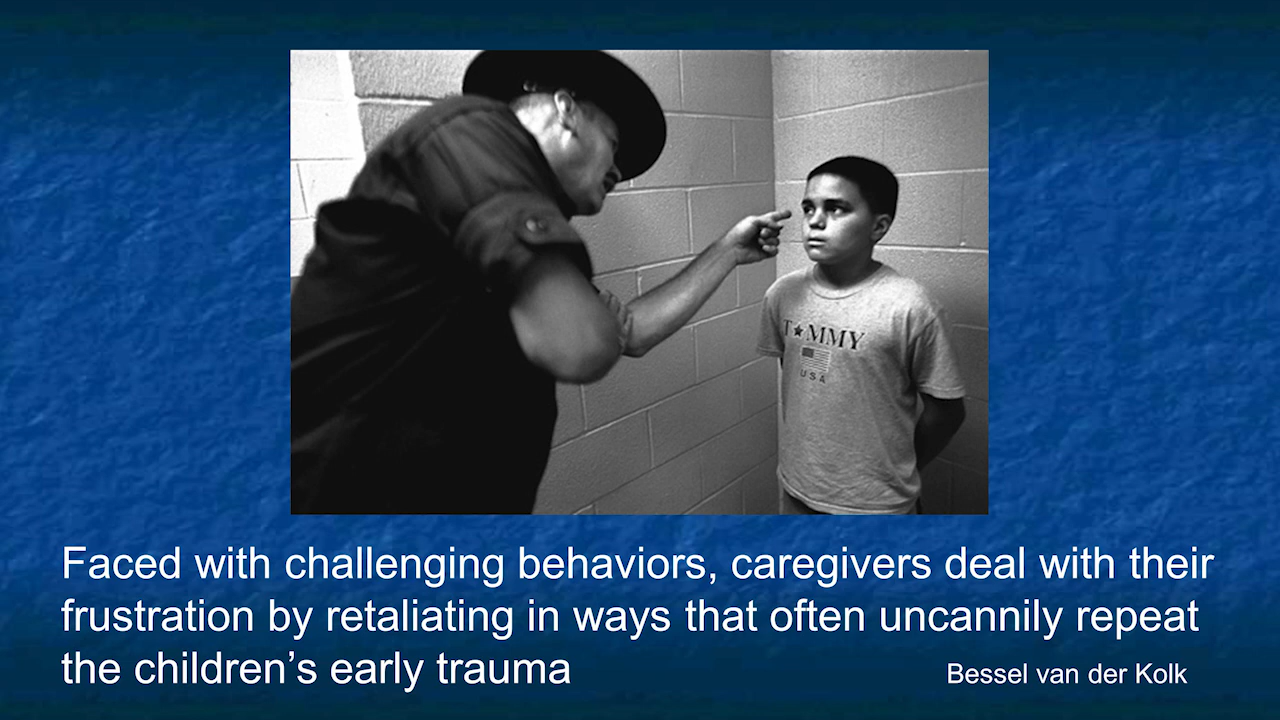 T★MMY
USA
Faced with challenging behaviors, caregivers deal with their
frustration by retaliating in ways that often uncannily repeat
the children’s early trauma
Bessel van der Kolk